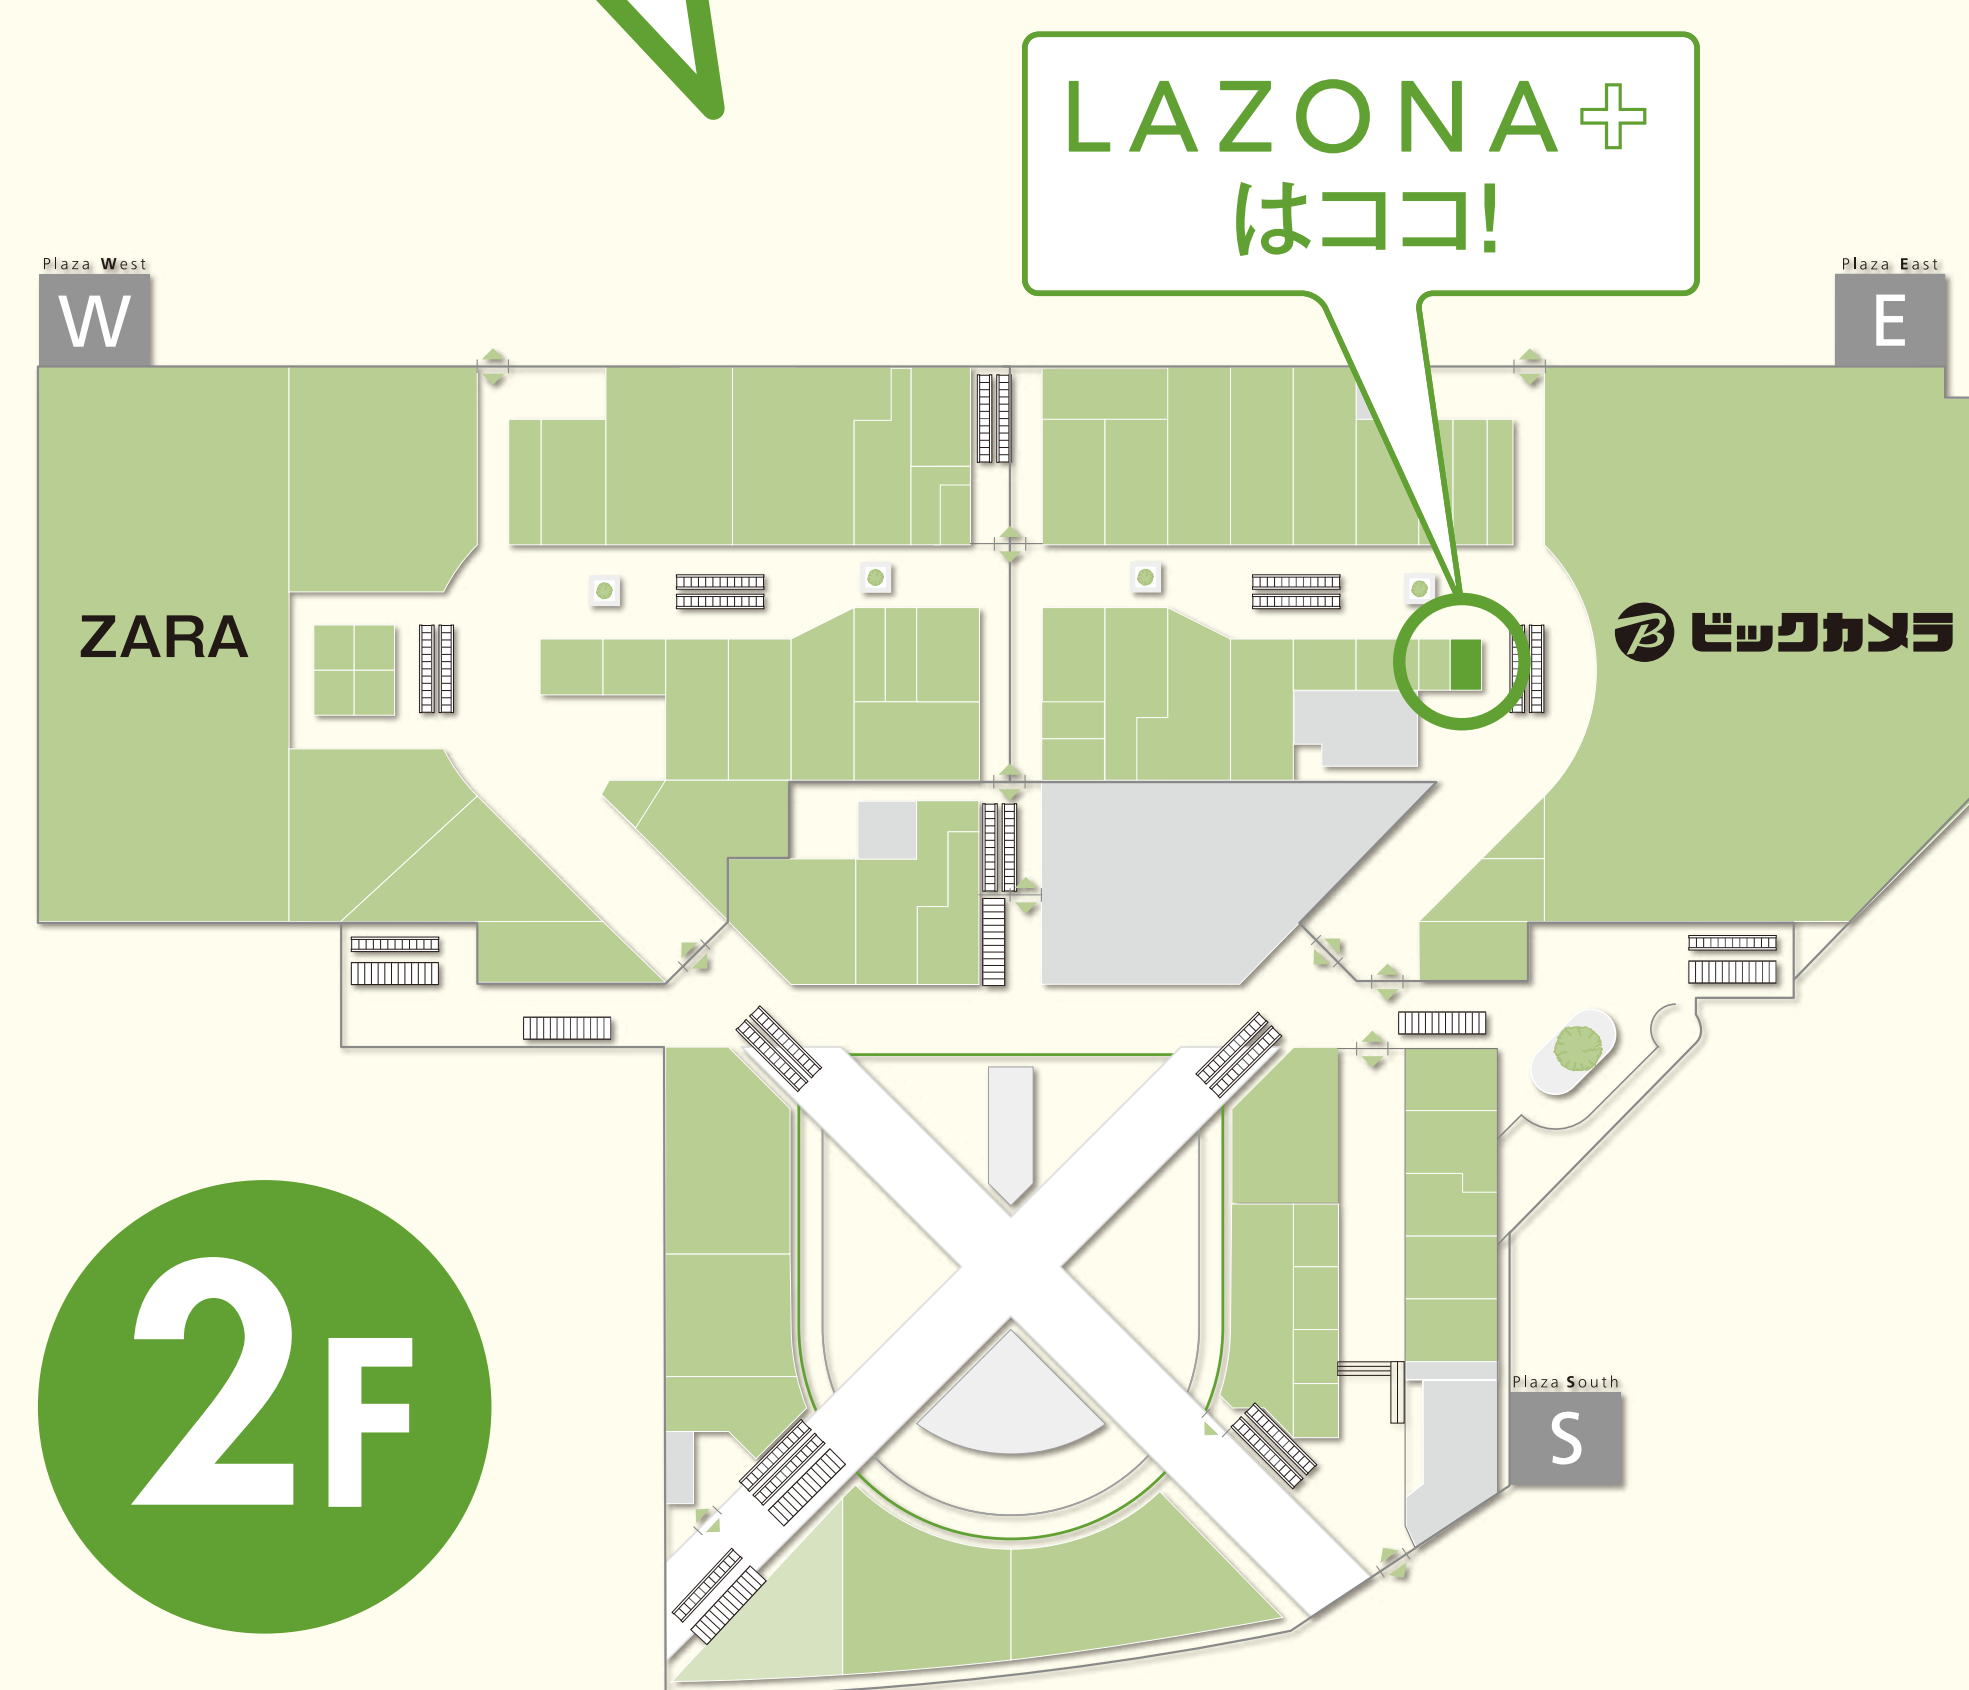 LAZONA+
はココ!
Plaza West
W
Plaza East
E
ZARA
ビックカメラ
2F
Plaza South
S